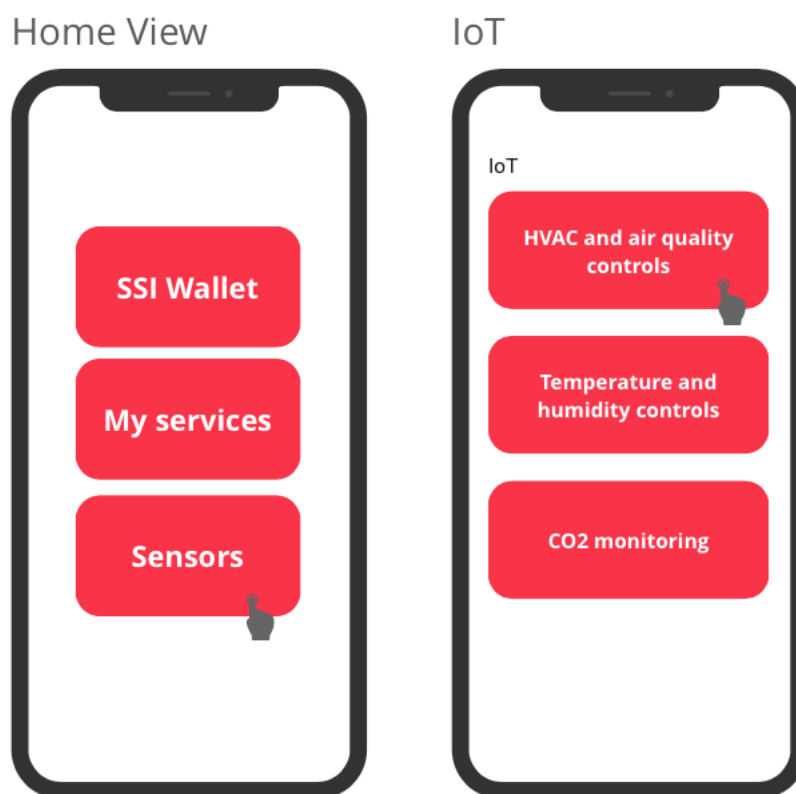 Home View
SSI Wallet
My services
Sensors
IoT
IoT
HVAC and air quality
controls
Temperature and
humidity controls
CO2 monitoring